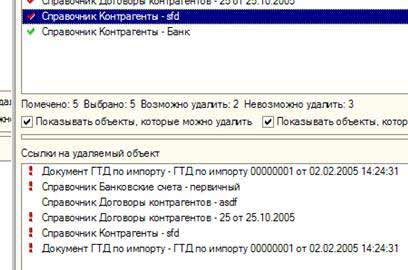 Справочник Договоры контрагентов - 25 от 25.10.2005
Справочник Контрагенты - sfd
Справочник Контрагенты - Банк
Помечено: 5 Выбрано: 5 Возможно удалить: 2 Невозможно удалить: 3
Показывать объекты, которые можно удалить Показывать объекты,
Ссылки на удаляемый объект
Документ ГТД по импорту - ГТД по импорту 00000001 от 02.02.2005 14:24:31
Справочник Банковские счета - первичный
Справочник Договоры контрагентов - asdf
Справочник Договоры контрагентов - 25 от 25.10.2005
Справочник Контрагенты - sfd
Документ ГТД по импорту - ГТД по импорту 00000001 от 02.02.2005 14:24:31